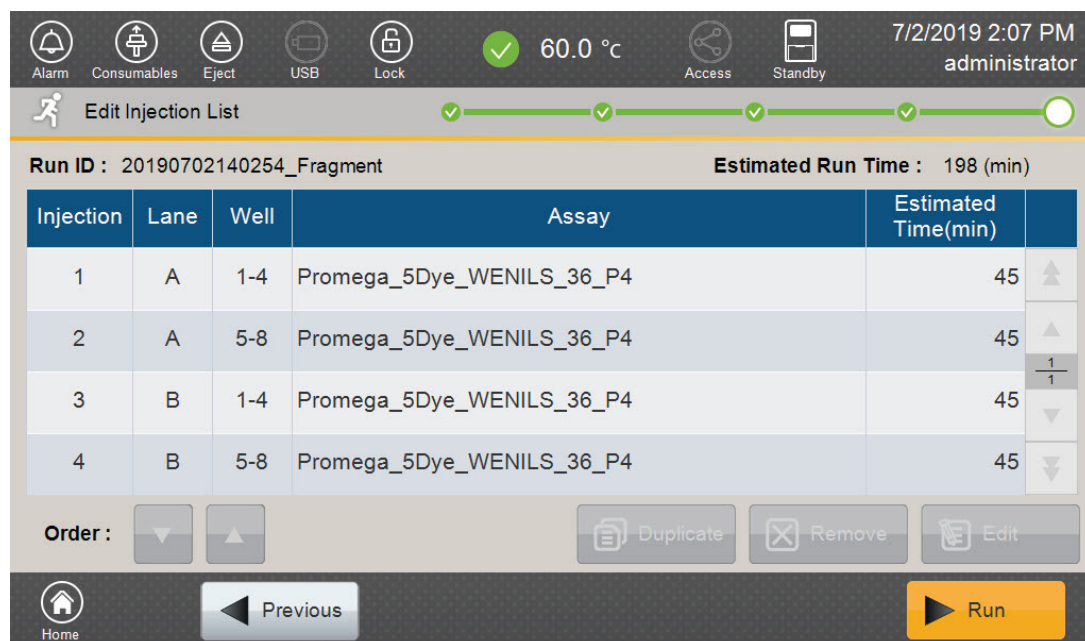 7/2/2019 2:07 PM
60.0 °c
administrator
Alarm Consumables Eject USB Lock Access Standby
Edit Injection List
Run ID : 20190702140254_Fragment Estimated Run Time : 198 (min)
Injection Lane Well Assay Estimated Time(min)
1 A 1-4 Promega_5Dye_WENILS_36_P4 45
2 A 5-8 Promega_5Dye_WENILS_36_P4 45
1
1
3 B 1-4 Promega_5Dye_WENILS_36_P4 45
4 B 5-8 Promega_5Dye_WENILS_36_P4 45
Order : Duplicate Remove Edit
Previous Run
Home